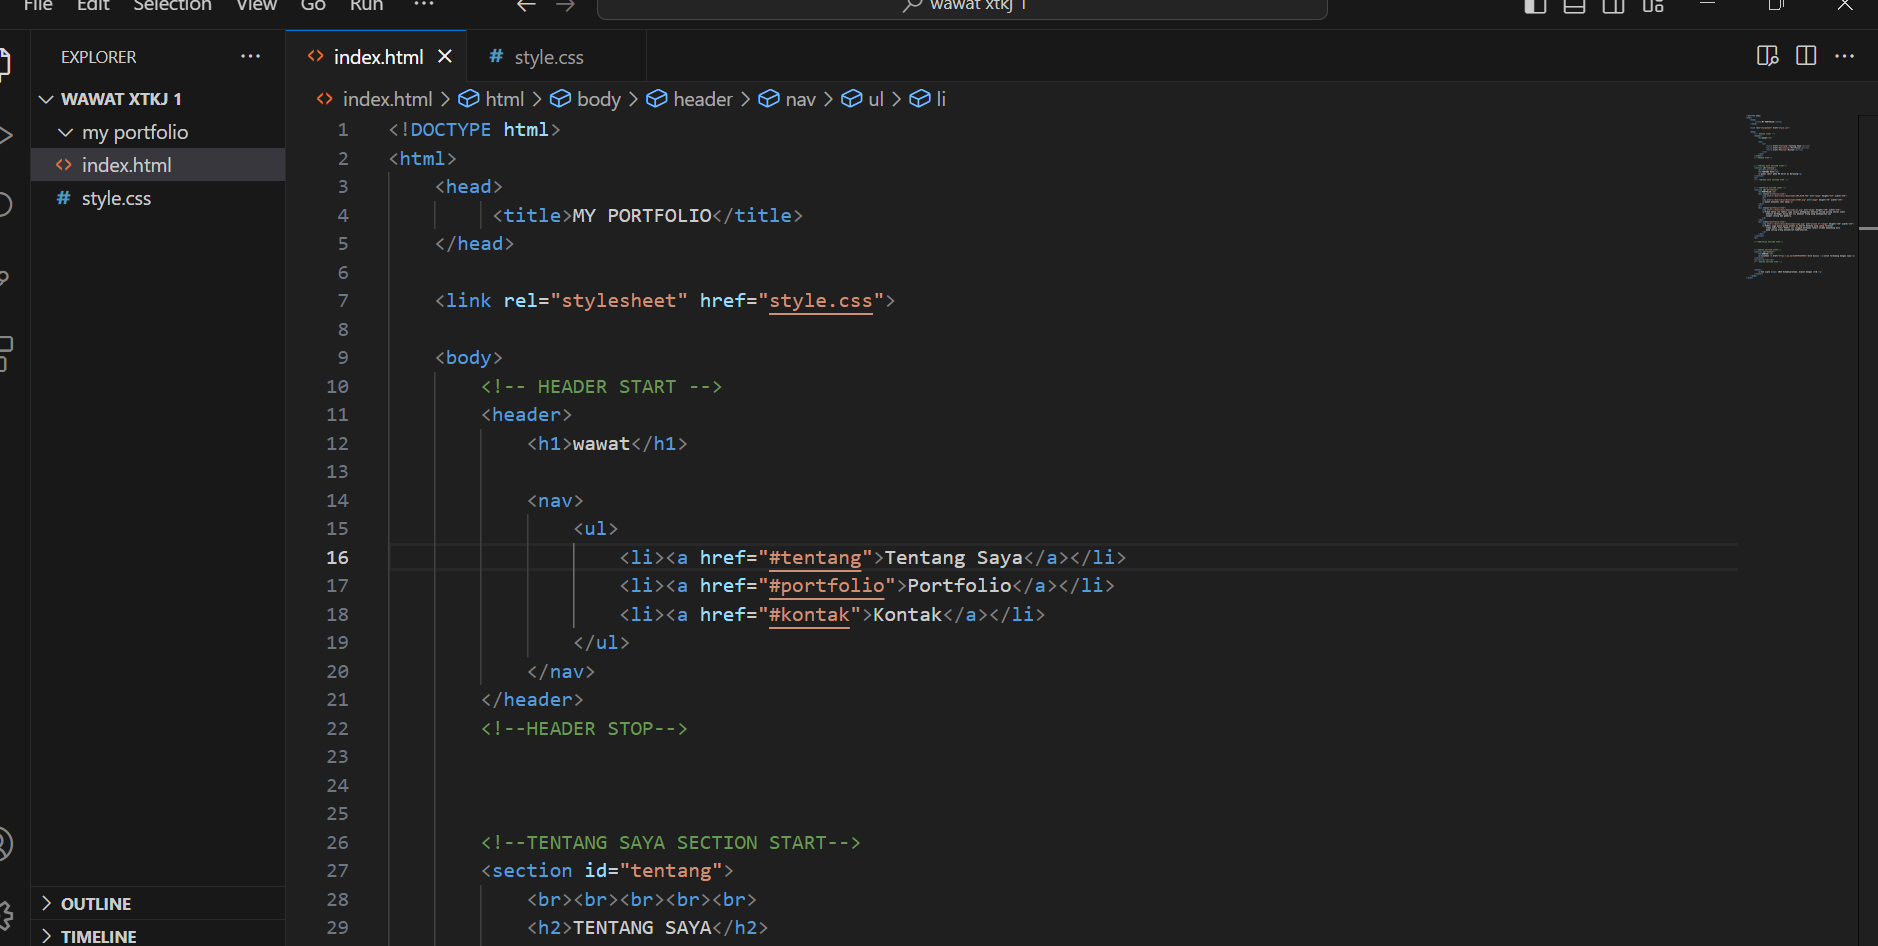 File Edit Selection View Go Run ··· wawat xtkj 1
EXPLORER ···
WAWAT XTKJ 1
my portfolio
index.html
style.css
OUTLINE
TIMELINE
index.html style.css
index.html > html > body > header > nav > ul > li
1 <!DOCTYPE html>
2 <html>
3 <head>
4 <title>MY PORTFOLIO</title>
5 </head>
6
7 <link rel="stylesheet" href="style.css">
8
9 <body>
10 <!-- HEADER START -->
11 <header>
12 <h1>wawat</h1>
13
14 <nav>
15 <ul>
16 <li><a href="#tentang">Tentang Saya</a></li>
17 <li><a href="#portfolio">Portfolio</a></li>
18 <li><a href="#kontak">Kontak</a></li>
19 </ul>
20 </nav>
21 </header>
22 <!--HEADER STOP-->
23
24
25
26 <!--TENTANG SAYA SECTION START-->
27 <section id="tentang">
28 <br><br><br><br><br>
29 <h2>TENTANG SAYA</h2>